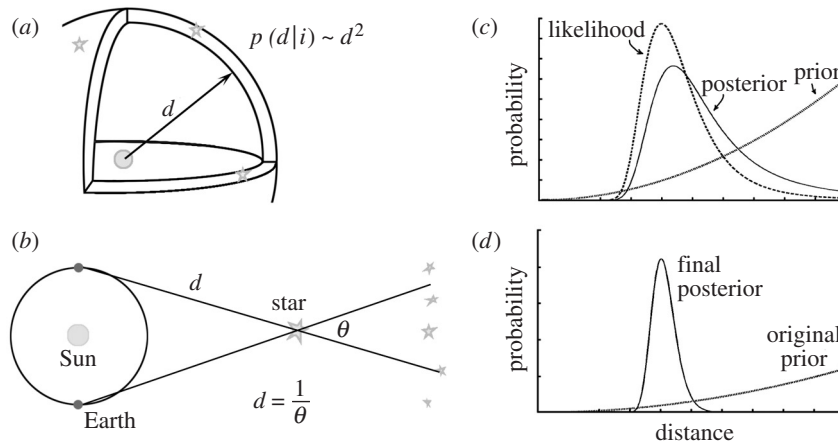 (a)
p (d|i) ~ d²
d
(b)
d
star
θ
Sun
Earth
d = 1/θ
(c)
likelihood
posterior
prior
probability
(d)
final
posterior
original
prior
probability
distance